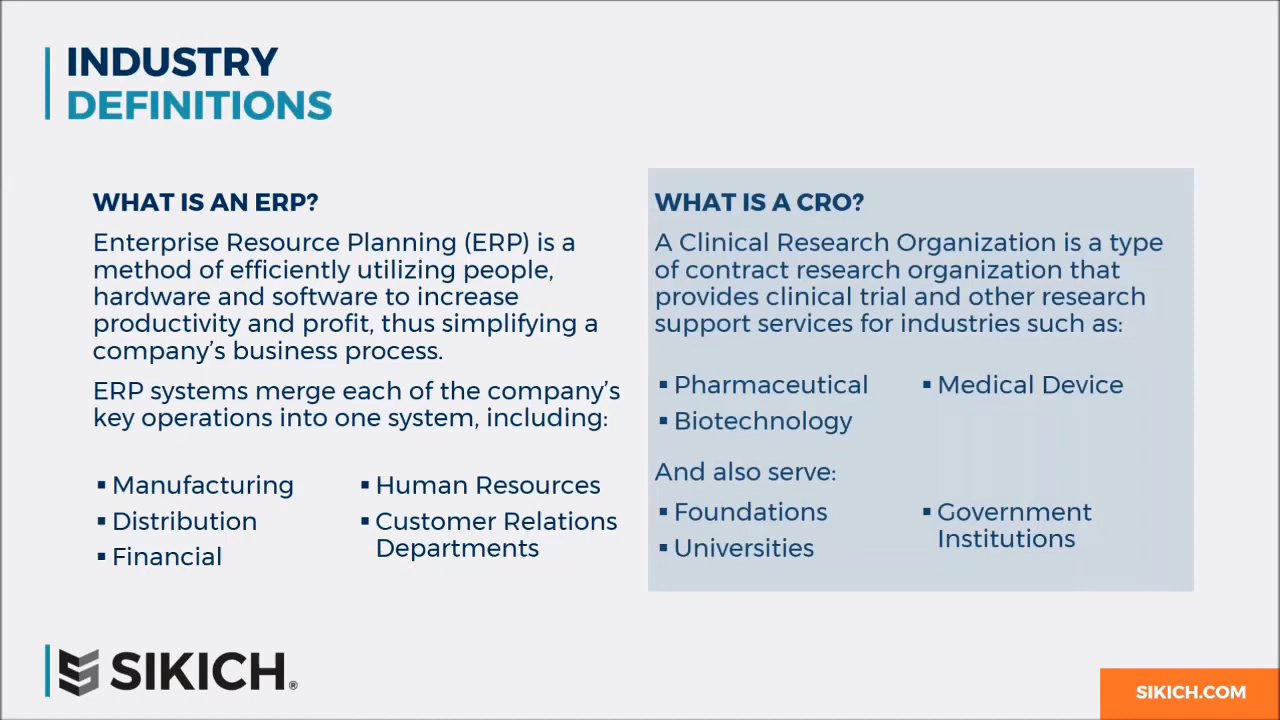 INDUSTRY
DEFINITIONS
WHAT IS AN ERP?
Enterprise Resource Planning (ERP) is a
method of efficiently utilizing people,
hardware and software to increase
productivity and profit, thus simplifying a
company’s business process.
ERP systems merge each of the company’s
key operations into one system, including:
▪ Manufacturing
▪ Distribution
▪ Financial
▪ Human Resources
▪ Customer Relations
Departments
WHAT IS A CRO?
A Clinical Research Organization is a type
of contract research organization that
provides clinical trial and other research
support services for industries such as:
▪ Pharmaceutical
▪ Biotechnology
▪ Medical Device
And also serve:
▪ Foundations
▪ Universities
▪ Government
Institutions
SIKICH®
SIKICH.COM